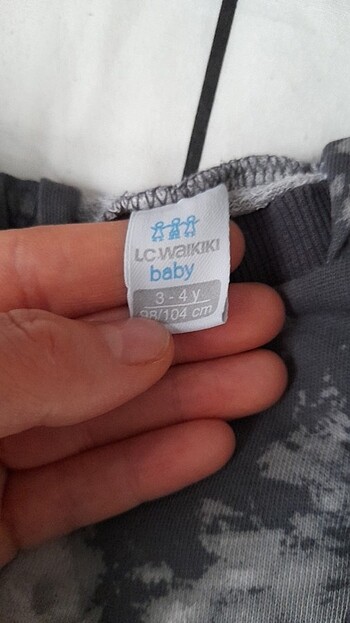 LC WAIKIKI
baby
3 - 4 y
98/104 cm